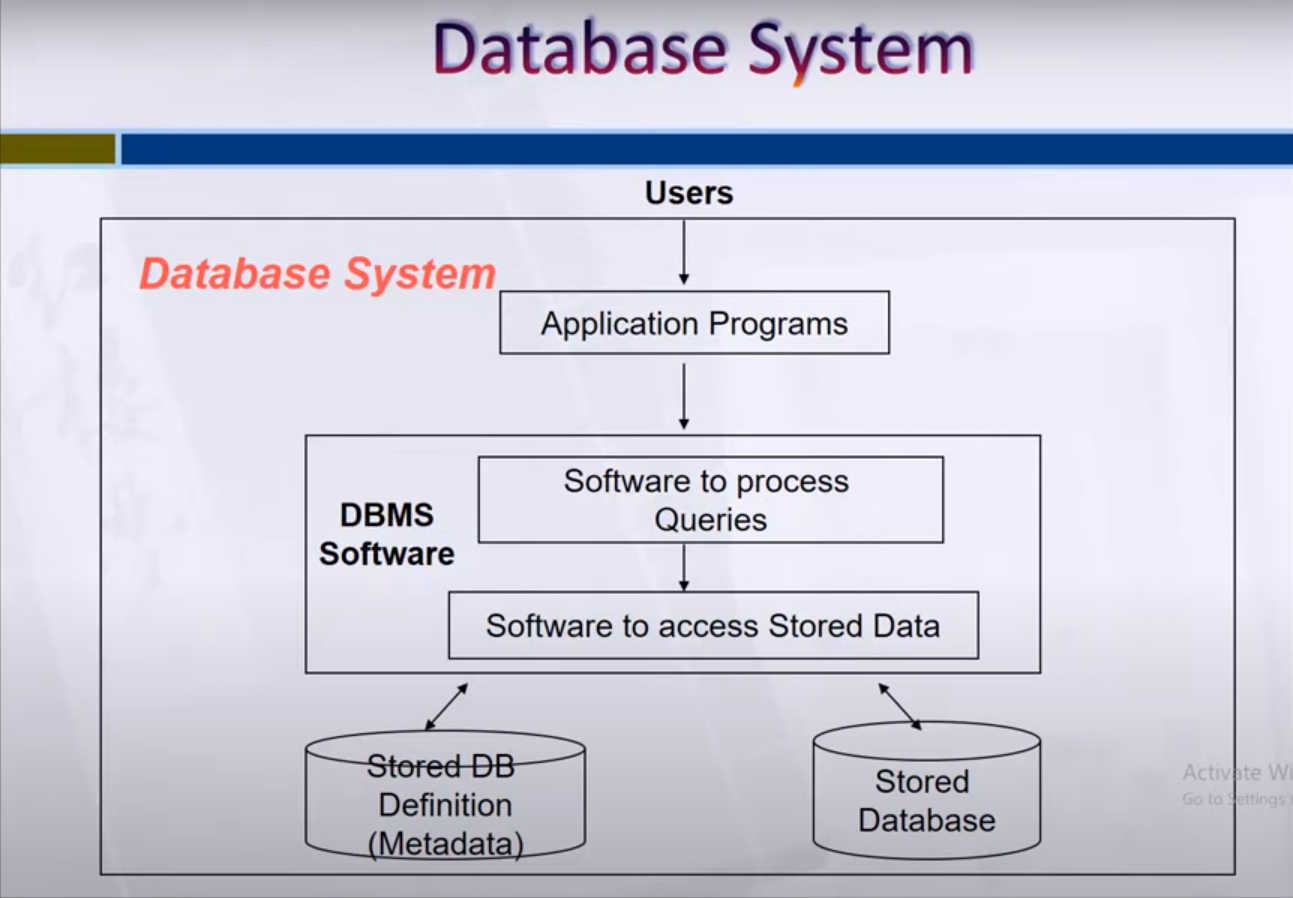 Database System
Users
Database System
Application Programs
Software to process
Queries
DBMS
Software
Software to access Stored Data
Stored DB
Definition
(Metadata)
Stored
Database
Activate Wi
Go to Settings